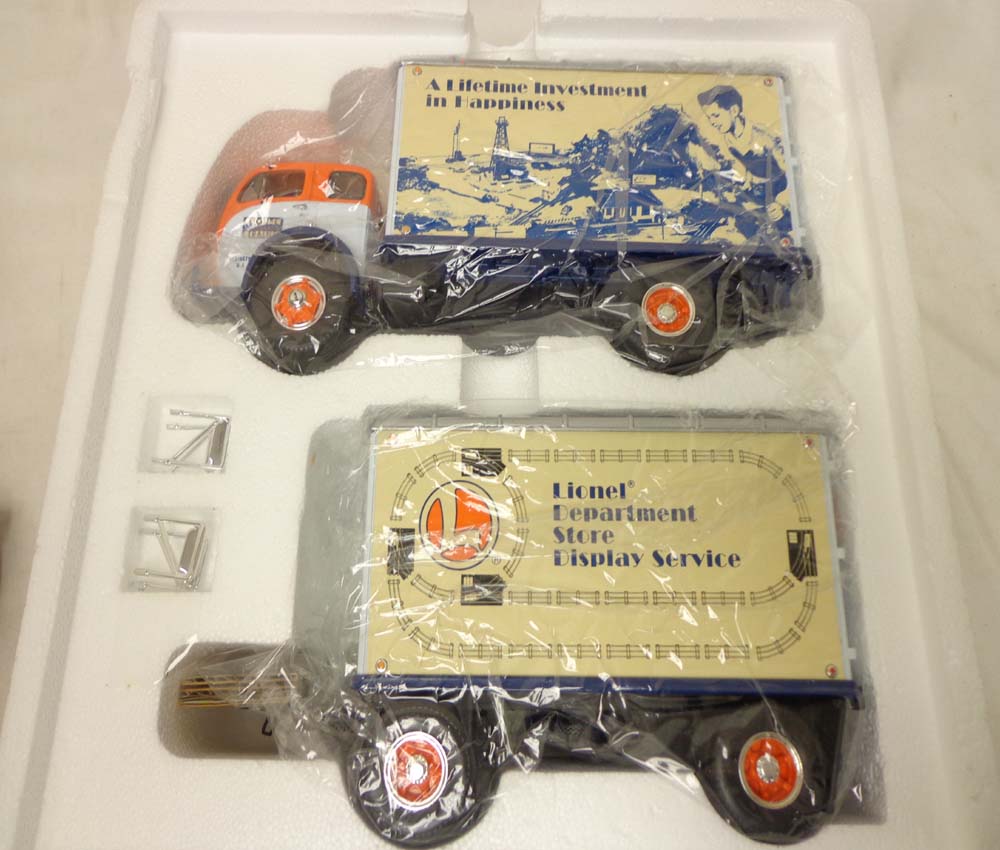 A Lifetime Investment
in Happiness
L
Lionel®
Department
Store
Display Service
®